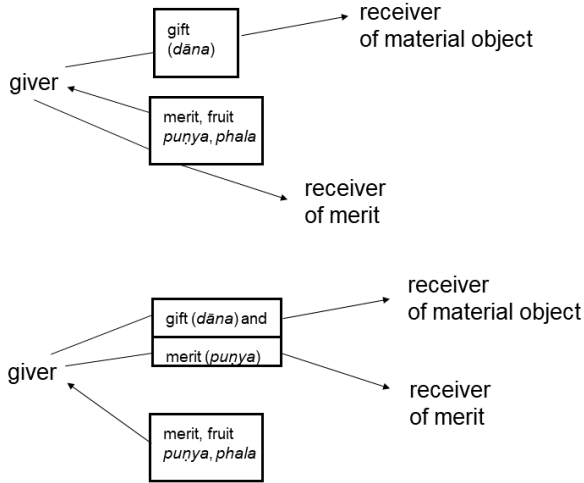 gift
(dāna)
receiver
of material object
giver
merit, fruit
puṇya, phala
receiver
of merit
gift (dāna) and
merit (puṇya)
receiver
of material object
giver
receiver
of merit
merit, fruit
puṇya, phala